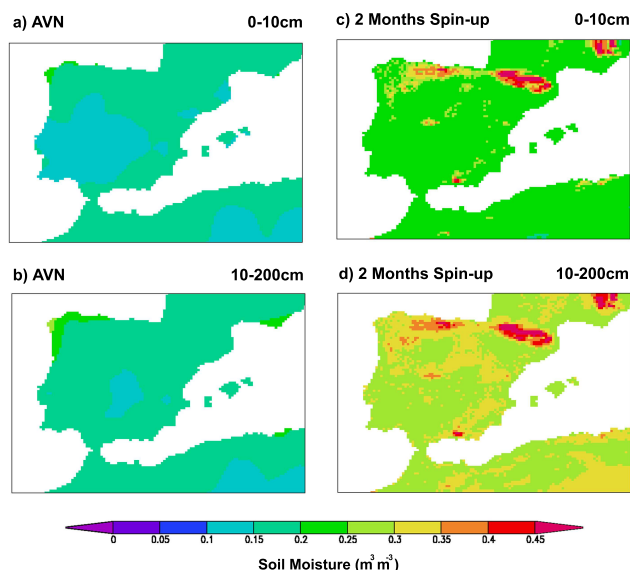 a) AVN 0-10cm
c) 2 Months Spin-up 0-10cm
b) AVN 10-200cm
d) 2 Months Spin-up 10-200cm
0 0.05 0.1 0.15 0.2 0.25 0.3 0.35 0.4 0.45
Soil Moisture (m³ m⁻³)